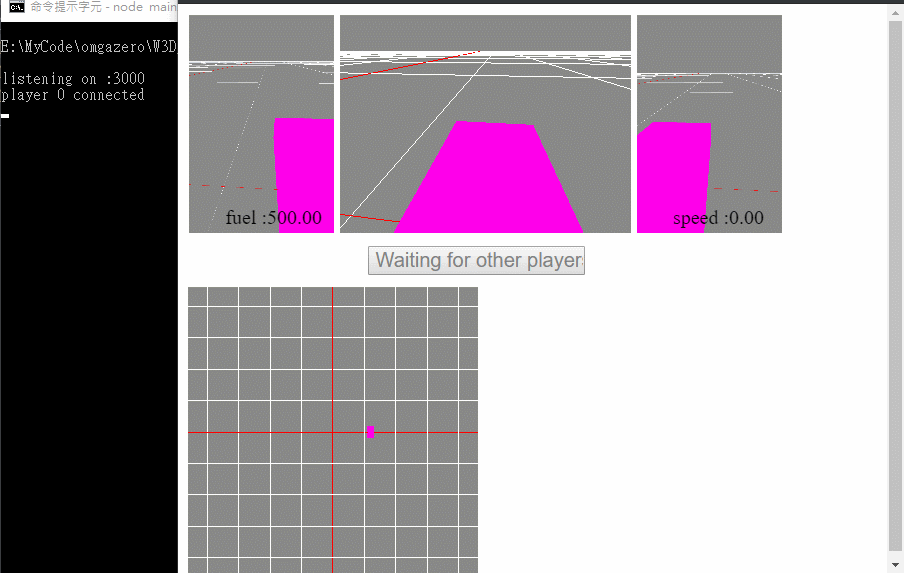 命令提示字元 - node main
E:\MyCode\omgazero\W3D
listening on :3000
player 0 connected
fuel :500.00
speed :0.00
Waiting for other players